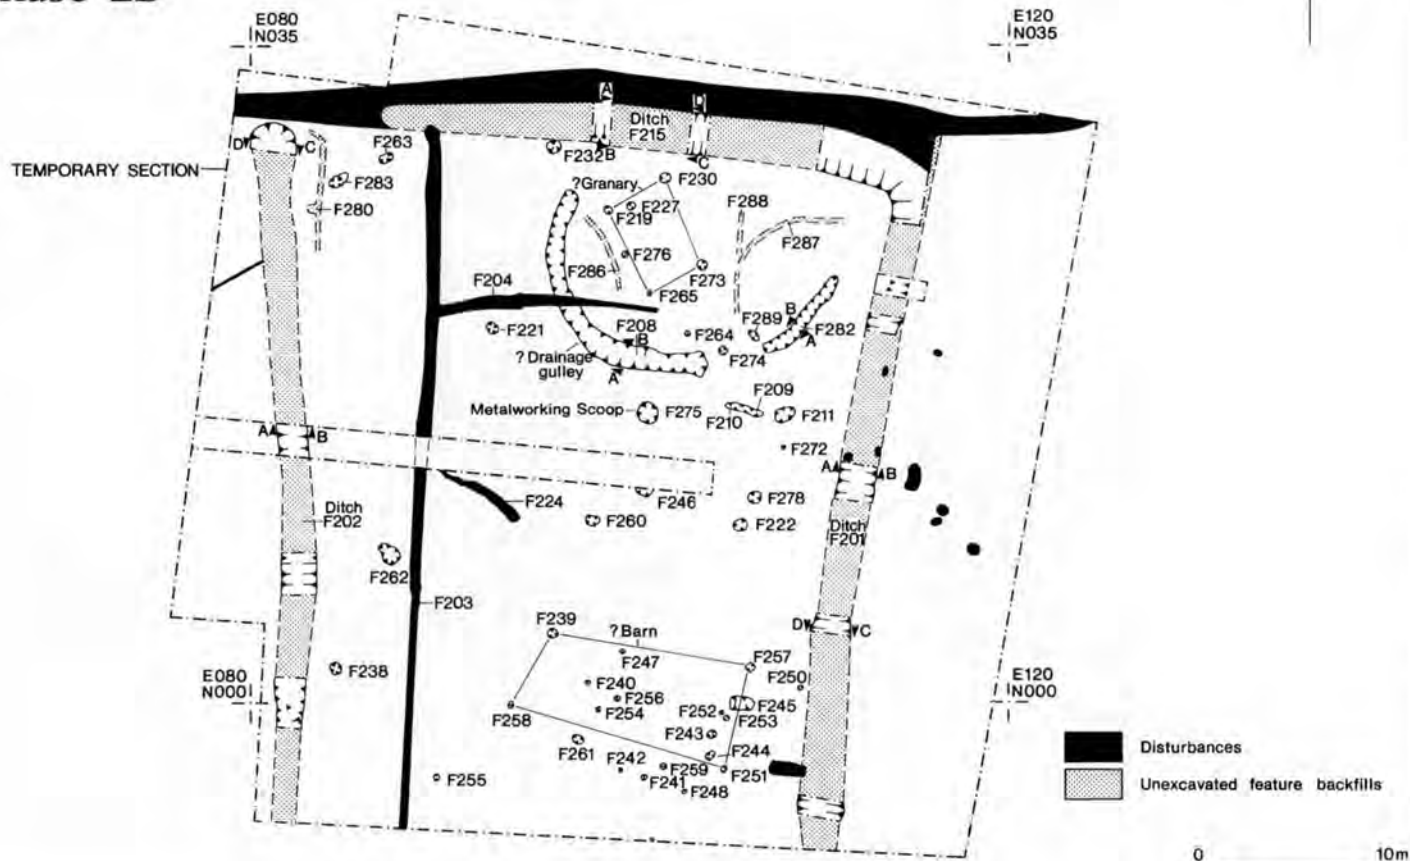 E080
N035
E120
N035
A
D
Ditch
F215
D
C
F263
F232
B
C
TEMPORARY SECTION
F283
?Granary
F230
F280
F227
F288
F219
F287
F276
F286
F273
F204
F265
F221
F208
B
F264
F289
B
F282
A
? Drainage
gulley
A
F274
F209
Metalworking Scoop
F275
F210
F211
A
B
F272
A
B
Ditch
F202
F224
F246
F278
F260
F222
Ditch
F201
F262
F203
F239
?Barn
D
C
F247
F257
F238
F250
E080
N000
E120
N000
F240
F256
F245
F254
F252
F253
F258
F243
F261
F244
F242
F259
F251
F255
F241
F248
Disturbances
Unexcavated feature backfills
0
10m